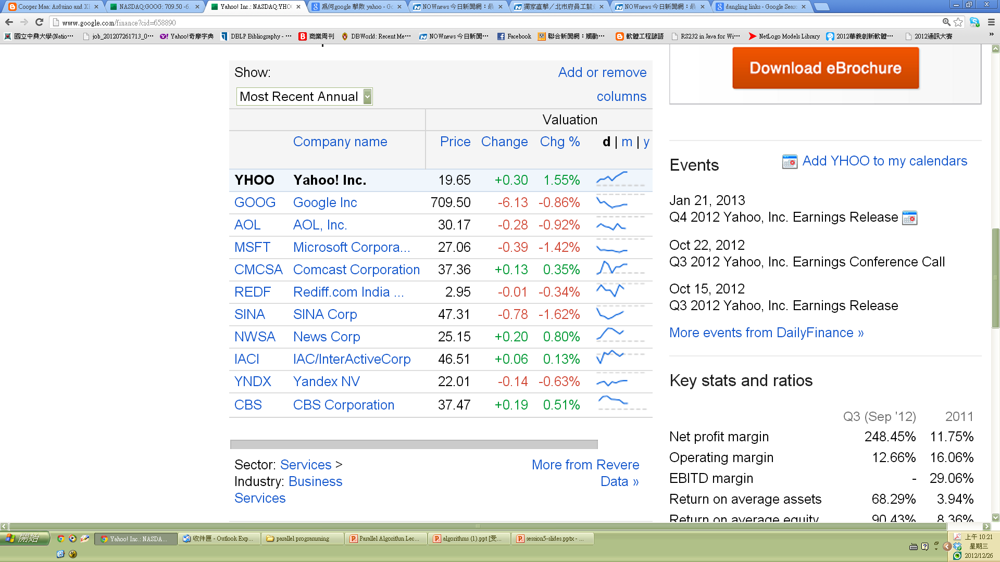 Cooper Maa: Arduino and XI
NASDAQ:GOOG: 709.50 -6.
Yahoo! Inc.: NASDAQ:YHO
爲何google 擊敗 yahoo - Go
NOWnews 今日新聞網：最
獨家直擊／北市府員工競
NOWnews 今日新聞網：最
dangling links - Google Sear
www.google.com/finance?cid=658890
國立中興大學(Natio···
job_201207261713_0···
Yahoo!奇摩字典
DBLP Bibliography - ···
商業周刊
DBWorld: Recent Me···
NOWnews 今日新聞···
Facebook
聯合新聞網：觸動···
軟體工程諺語
RS232 in Java for Wi···
NetLogo Models Library
2012華義創新軟體···
2012通訊大賽
»
Download eBrochure
Show:
Add or remove
columns
Most Recent Annual
Valuation
Company name Price Change Chg % d | m | y
YHOO Yahoo! Inc. 19.65 +0.30 1.55%
GOOG Google Inc 709.50 -6.13 -0.86%
AOL AOL, Inc. 30.17 -0.28 -0.92%
MSFT Microsoft Corpora... 27.06 -0.39 -1.42%
CMCSA Comcast Corporation 37.36 +0.13 0.35%
REDF Rediff.com India ... 2.95 -0.01 -0.34%
SINA SINA Corp 47.31 -0.78 -1.62%
NWSA News Corp 25.15 +0.20 0.80%
IACI IAC/InterActiveCorp 46.51 +0.06 0.13%
YNDX Yandex NV 22.01 -0.14 -0.63%
CBS CBS Corporation 37.47 +0.19 0.51%
Sector: Services >
Industry: Business
Services
More from Revere
Data »
Events
Add YHOO to my calendars
Jan 21, 2013
Q4 2012 Yahoo, Inc. Earnings Release
Oct 22, 2012
Q3 2012 Yahoo, Inc. Earnings Conference Call
Oct 15, 2012
Q3 2012 Yahoo, Inc. Earnings Release
More events from DailyFinance »
Key stats and ratios
Q3 (Sep '12) 2011
Net profit margin 248.45% 11.75%
Operating margin 12.66% 16.06%
EBITD margin - 29.06%
Return on average assets 68.29% 3.94%
Return on average equity 90.43% 8.36%
開始
Yahoo! Inc.: NASDA...
收件匣 - Outlook Exp...
parallel programming
Parallel Algorithm Lec...
algorithms (1).ppt [受...
session5-slides.pptx - ...
上午 10:21
星期三
2012/12/26